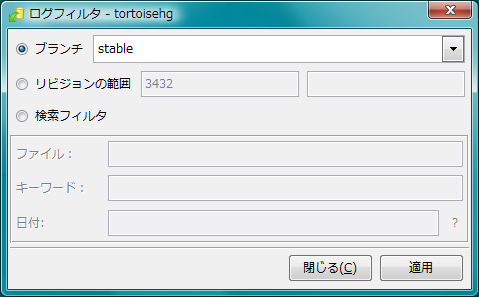 ログフィルタ - tortoisehg
ブランチ stable
リビジョンの範囲 3432
検索フィルタ
ファイル：
キーワード：
日付: ?
閉じる(C) 適用